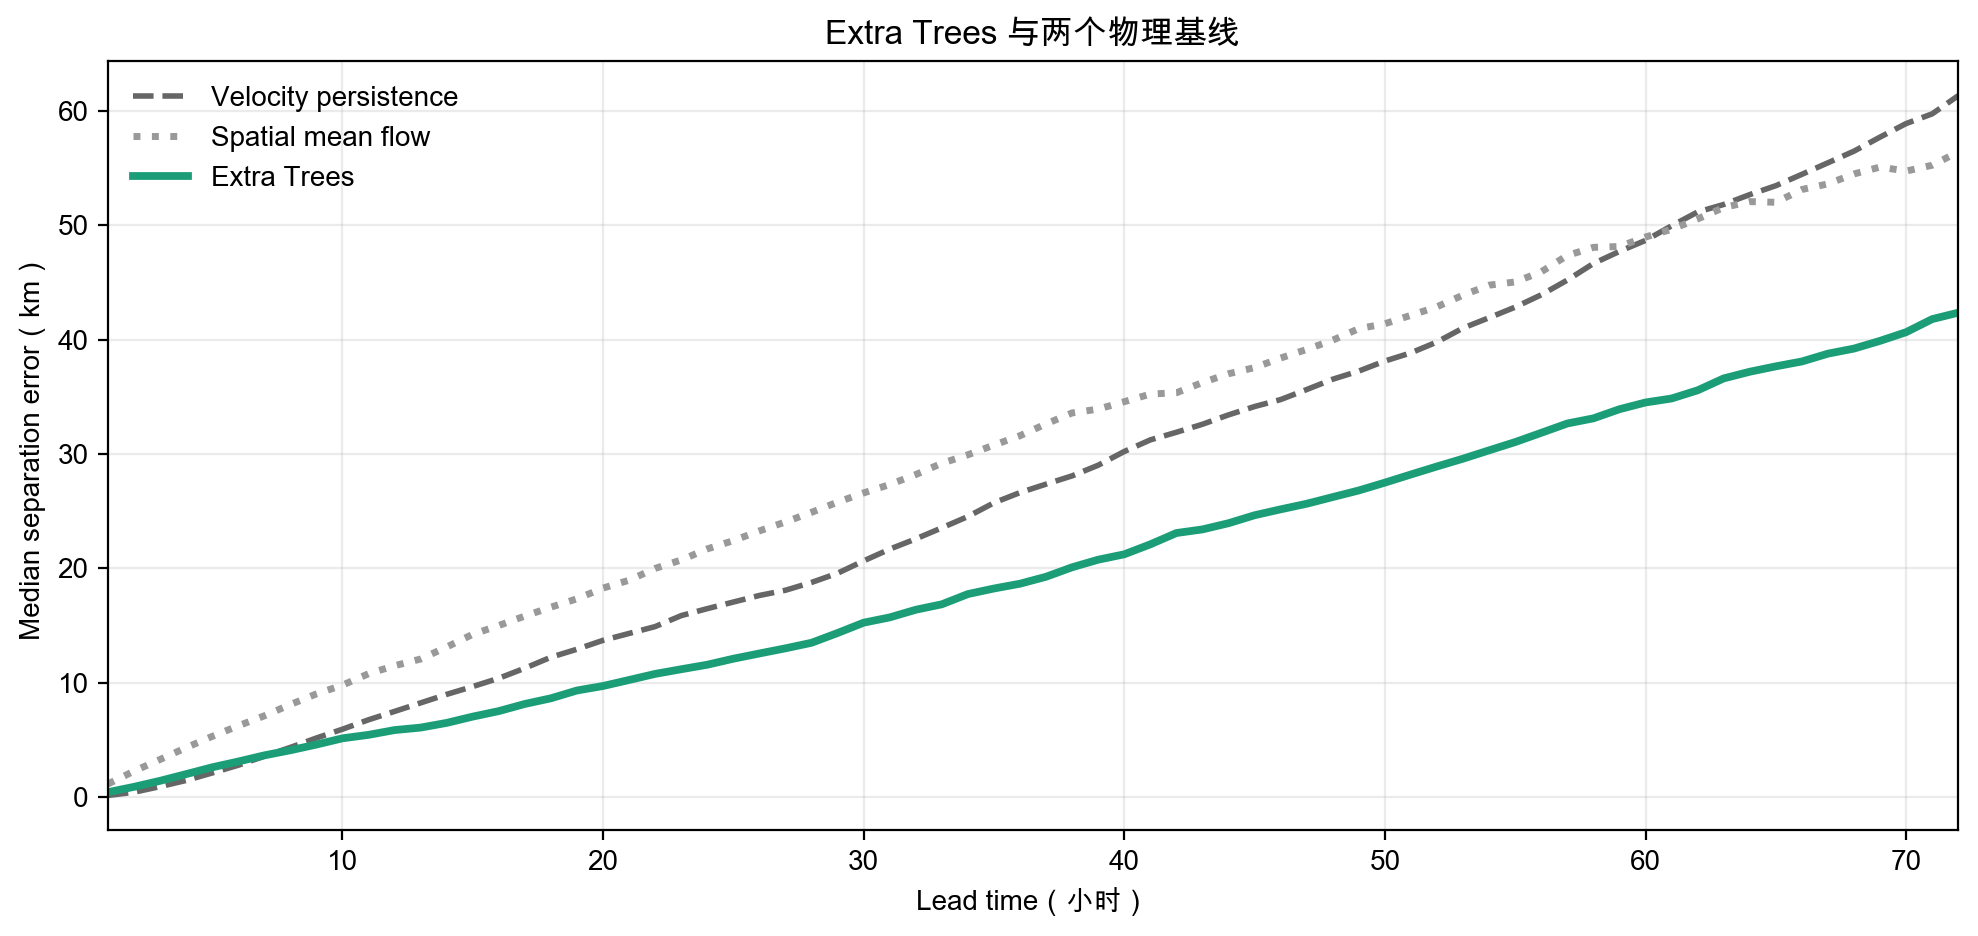 Extra Trees 与两个物理基线
Velocity persistence
Spatial mean flow
Extra Trees
60
50
40
30
20
10
0
Median separation error ( km )
10 20 30 40 50 60 70
Lead time ( 小时 )